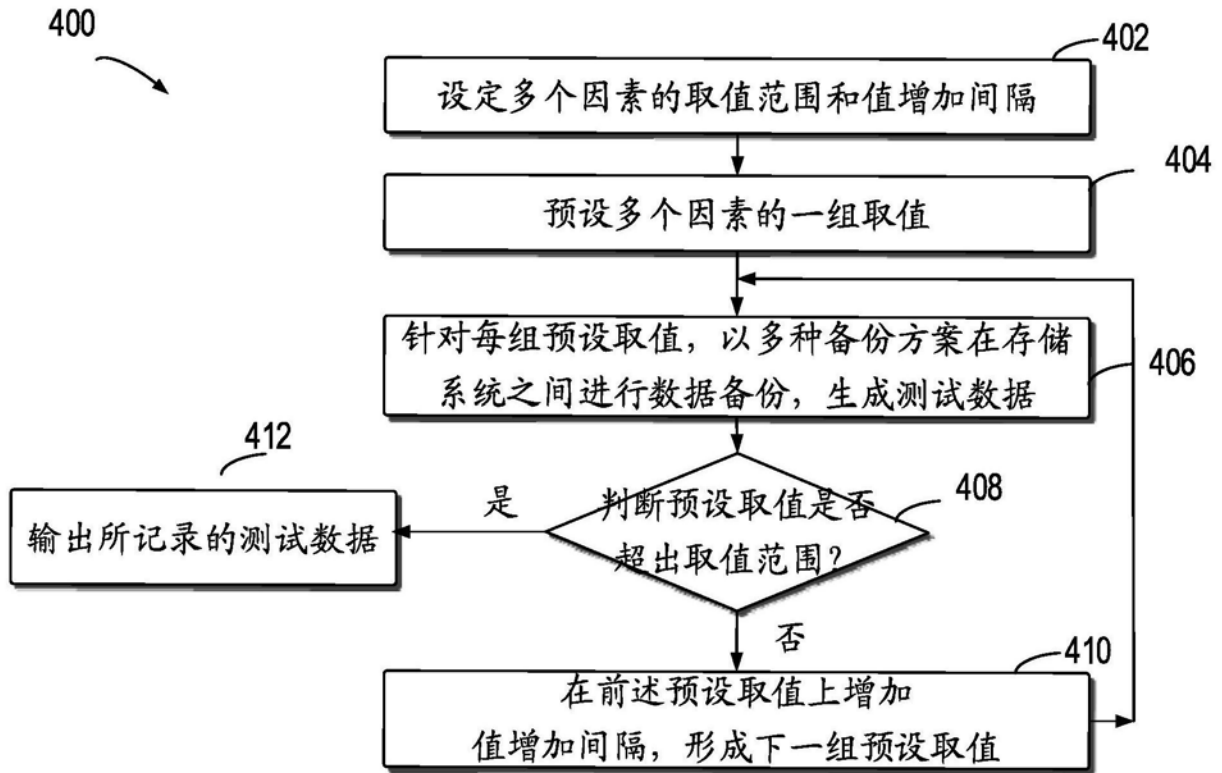 400
402
设定多个因素的取值范围和值增加间隔
404
预设多个因素的一组取值
针对每组预设取值，以多种备份方案在存储
系统之间进行数据备份，生成测试数据
406
412
是
判断预设取值是否
超出取值范围？
408
输出所记录的测试数据
否
410
在前述预设取值上增加
值增加间隔，形成下一组预设取值